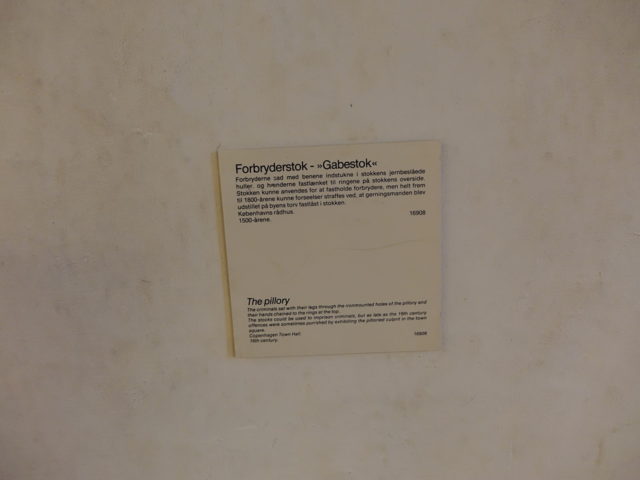 Forbryderstok - »Gabestok«
Forbryderne sad med benene indstukne i stokkens jernbeslåede
huller, og hænderne fastlænket til ringene på stokkens overside.
Stokken kunne anvendes for at fastholde forbrydere, men helt frem
til 1800-årene kunne forseelser straffes ved, at gerningsmanden blev
udstillet på byens torv fastlåst i stokken.
Københavns rådhus. 16908
1500-årene.
The pillory
The criminals sat with their legs through the ironmounted holes of the pillory and
their hands chained to the rings at the top.
The stocks could be used to imprison criminals, but as late as the 19th century
offences were sometimes punished by exhibiting the pilloried culprit in the town
square.
Copenhagen Town Hall. 16908
16th century.